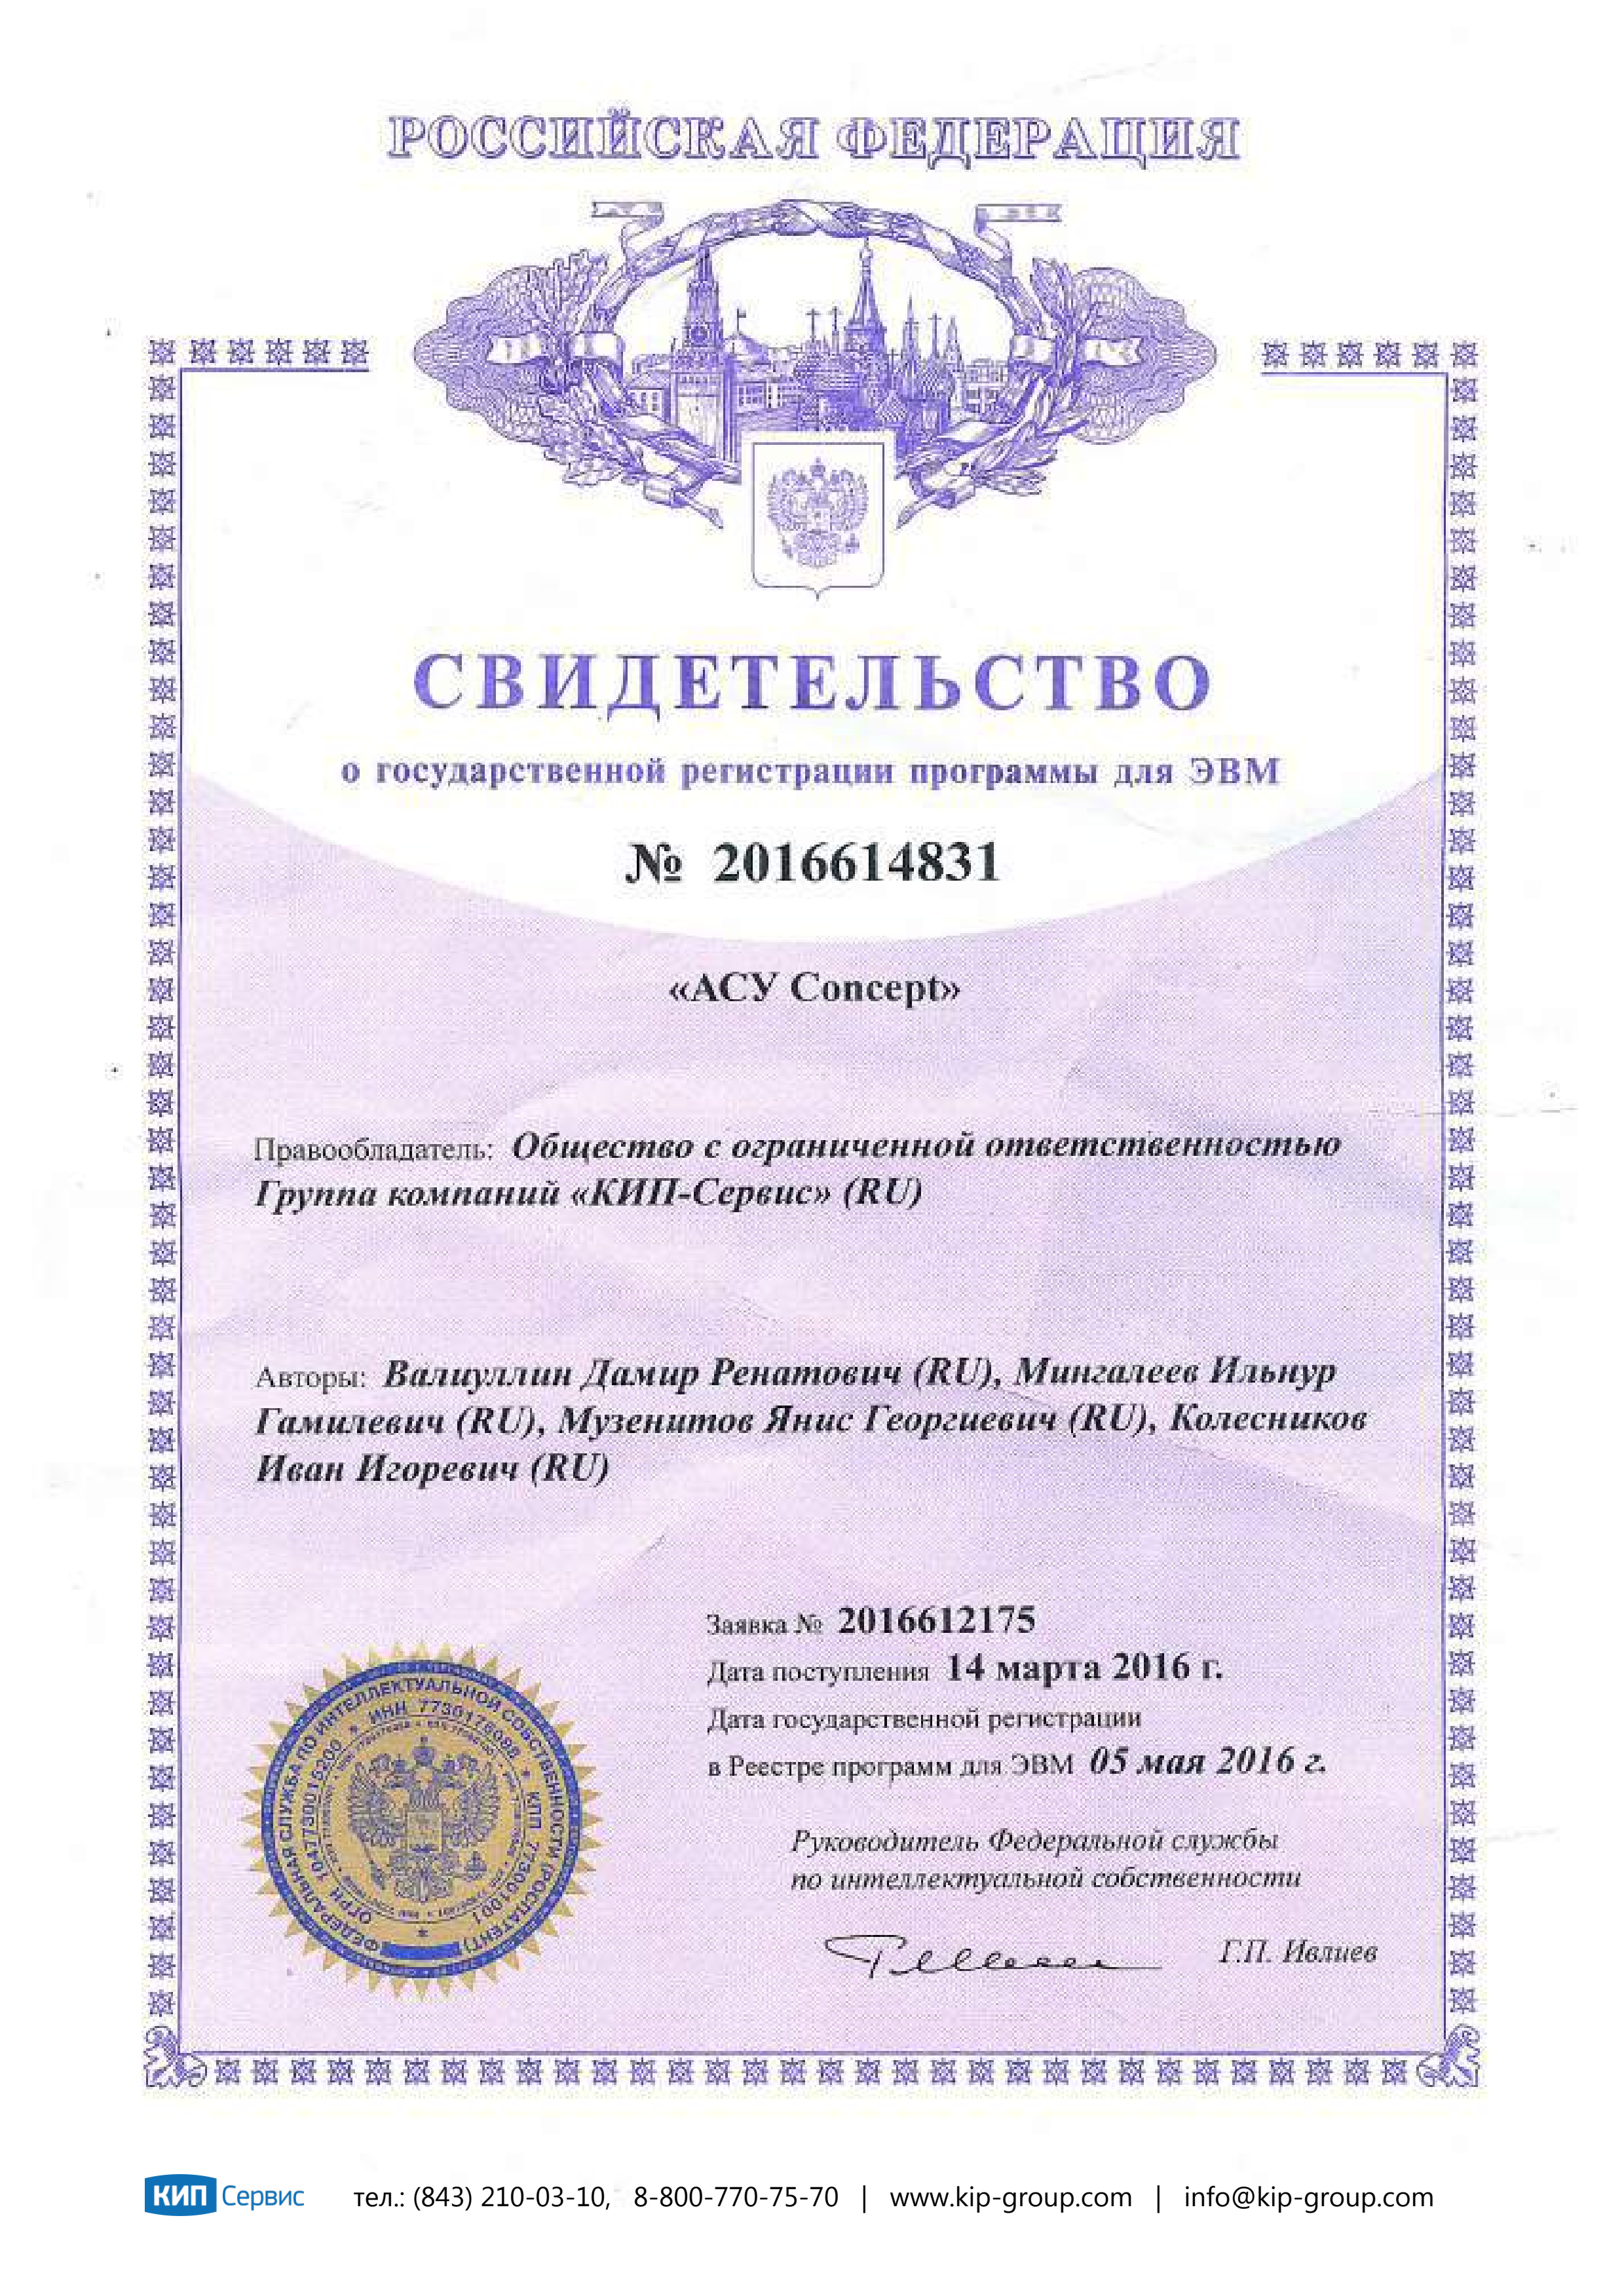 РОССИЙСКАЯ ФЕДЕРАЦИЯ
СВИДЕТЕЛЬСТВО
о государственной регистрации программы для ЭВМ
№ 2016614831
«АСУ Concept»
Правообладатель: Общество с ограниченной ответственностью
Группа компаний «КИП-Сервис» (RU)
Авторы: Валиуллин Дамир Ренатович (RU), Мингалеев Ильнур
Гамилевич (RU), Музенитов Янис Георгиевич (RU), Колесников
Иван Игоревич (RU)
Заявка № 2016612175
Дата поступления 14 марта 2016 г.
Дата государственной регистрации
в Реестре программ для ЭВМ 05 мая 2016 г.
Руководитель Федеральной службы
по интеллектуальной собственности
Г.П. Ивлиев
ФЕДЕРАЛЬНАЯ СЛУЖБА ПО ИНТЕЛЛЕКТУАЛЬНОЙ СОБСТВЕННОСТИ (РОСПАТЕНТ)
ОГРН 1047730015200 * ИНН 7730176088 * КПП 773001001 *
КИП Сервис тел.: (843) 210-03-10, 8-800-770-75-70 | www.kip-group.com | info@kip-group.com